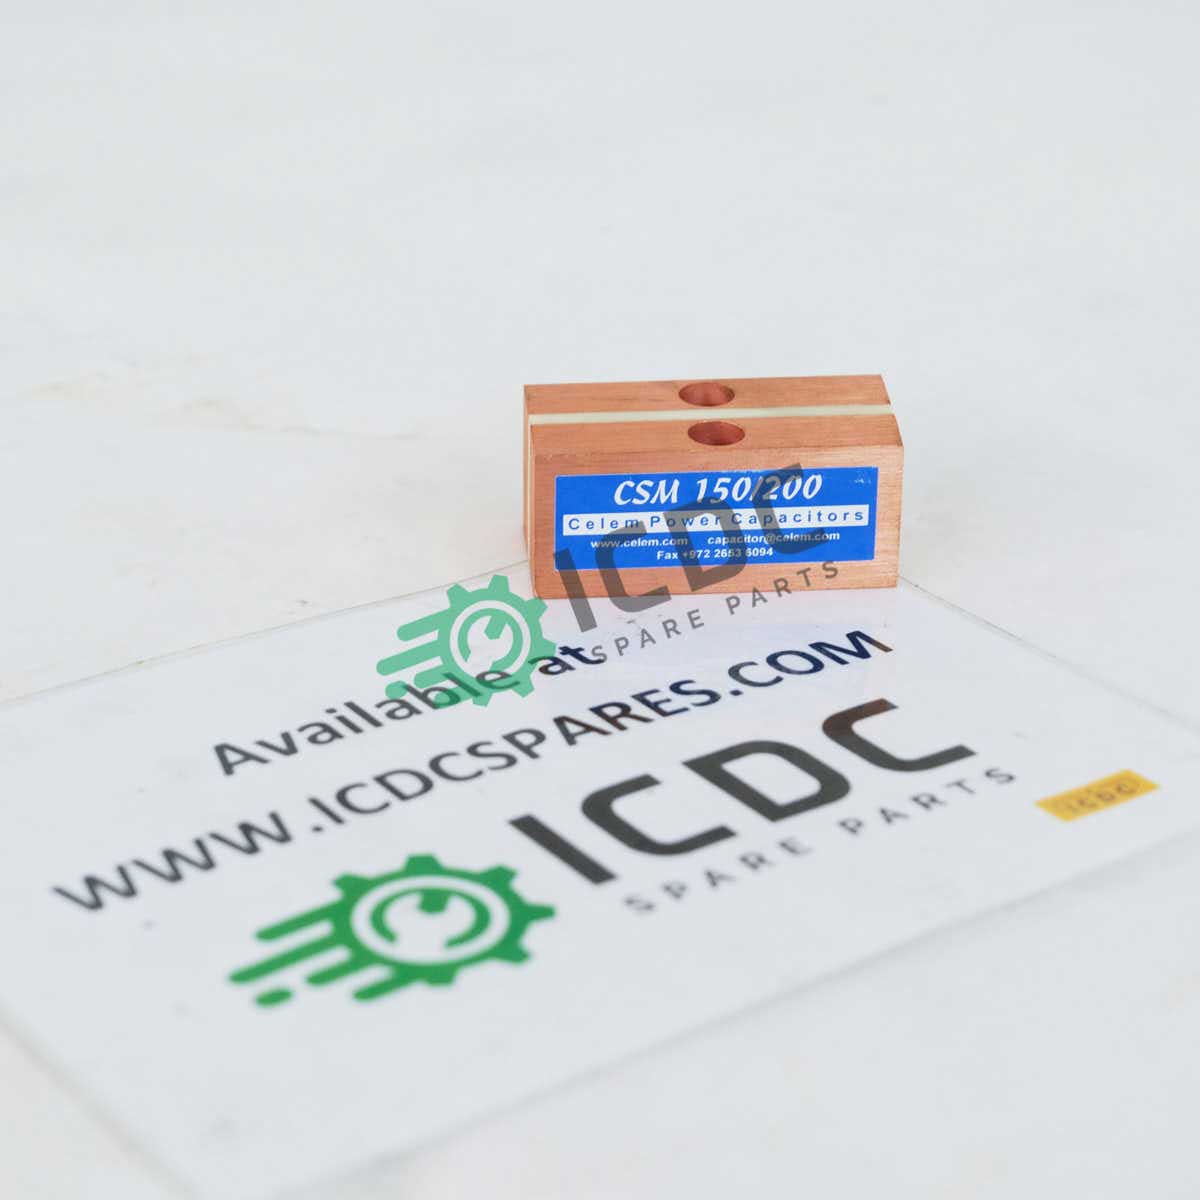 CSM 150/200
Celem Power Capacitors
www.celem.com capacitor@celem.com
Fax +972 2653 6094
ICDC
SPARE PARTS
Available at
WWW.ICDCSPARES.COM
ICDC
SPARE PARTS
ICDC